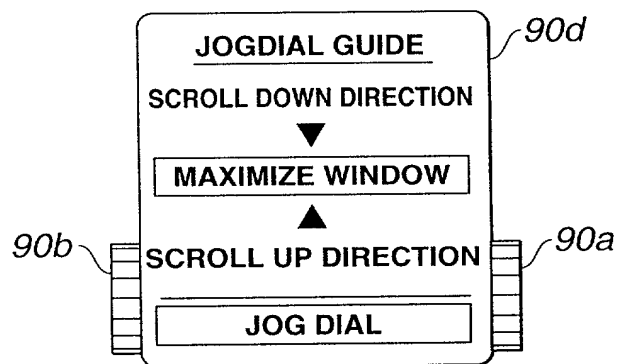 JOGDIAL GUIDE
90d
SCROLL DOWN DIRECTION
MAXIMIZE WINDOW
90b
SCROLL UP DIRECTION
90a
JOG DIAL